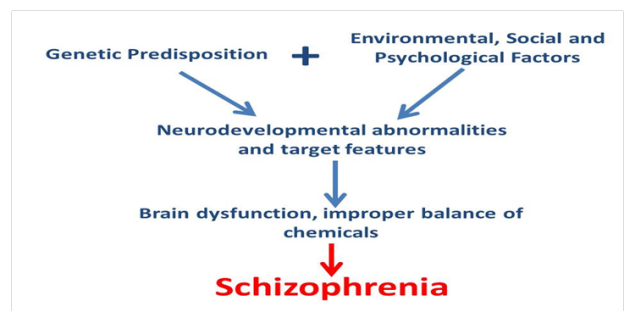 Genetic Predisposition + Environmental, Social and
Psychological Factors
Neurodevelopmental abnormalities
and target features
Brain dysfunction, improper balance of
chemicals
Schizophrenia